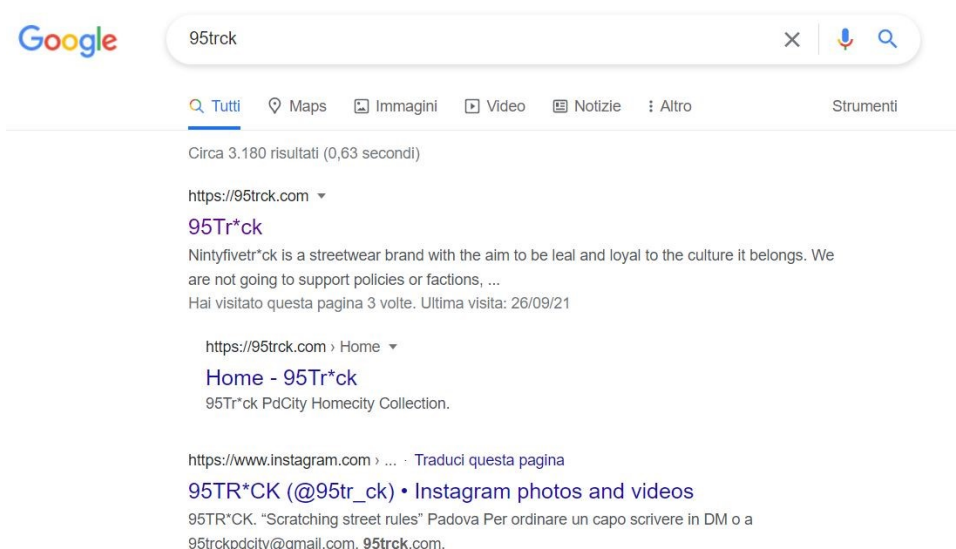 Google
95trck
Tutti Maps Immagini Video Notizie Altro Strumenti
Circa 3.180 risultati (0,63 secondi)
https://95trck.com
95Tr*ck
Nintyfivetr*ck is a streetwear brand with the aim to be leal and loyal to the culture it belongs. We
are not going to support policies or factions, ...
Hai visitato questa pagina 3 volte. Ultima visita: 26/09/21
https://95trck.com › Home
Home - 95Tr*ck
95Tr*ck PdCity Homecity Collection.
https://www.instagram.com › ... · Traduci questa pagina
95TR*CK (@95tr_ck) • Instagram photos and videos
95TR*CK. “Scratching street rules” Padova Per ordinare un capo scrivere in DM o a
95trckpdcity@gmail.com. 95trck.com.